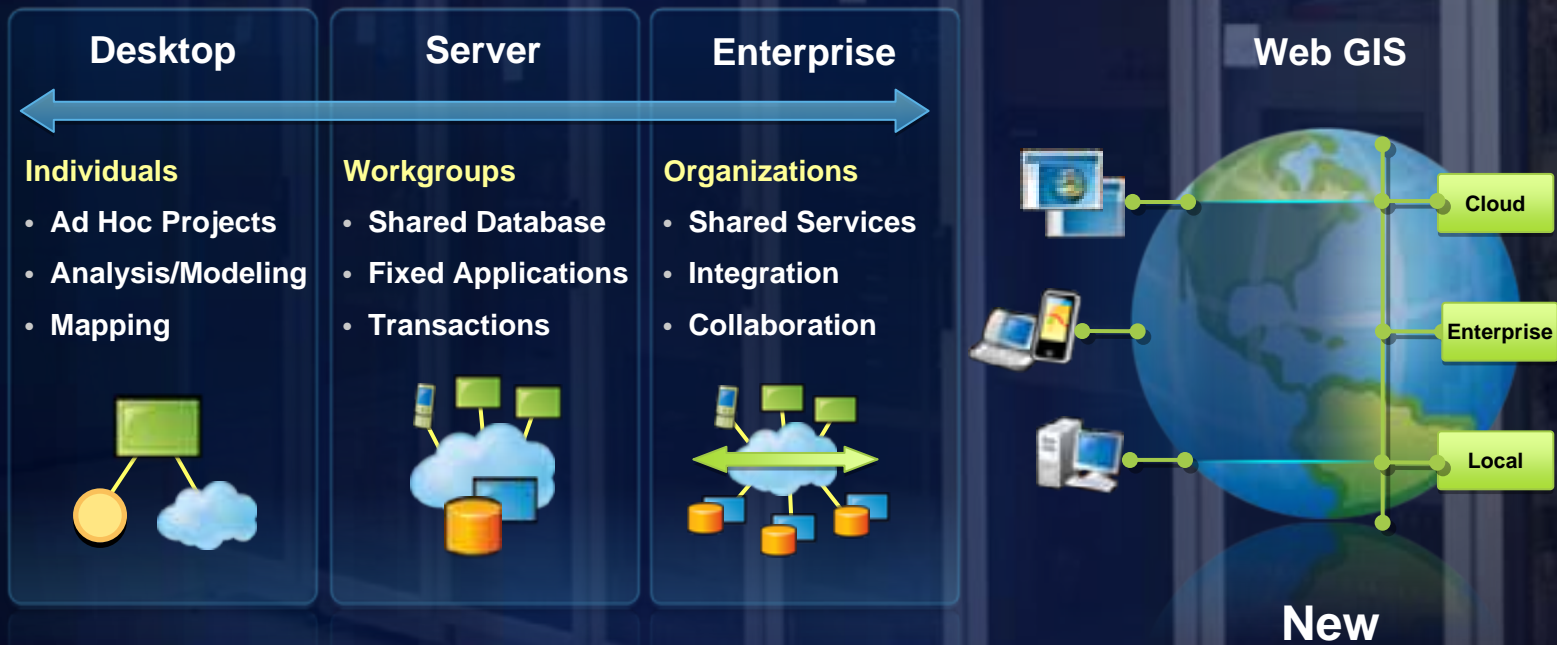 Desktop
Individuals
• Ad Hoc Projects
• Analysis/Modeling
• Mapping
Server
Workgroups
• Shared Database
• Fixed Applications
• Transactions
Enterprise
Organizations
• Shared Services
• Integration
• Collaboration
Web GIS
Cloud
Enterprise
Local
New